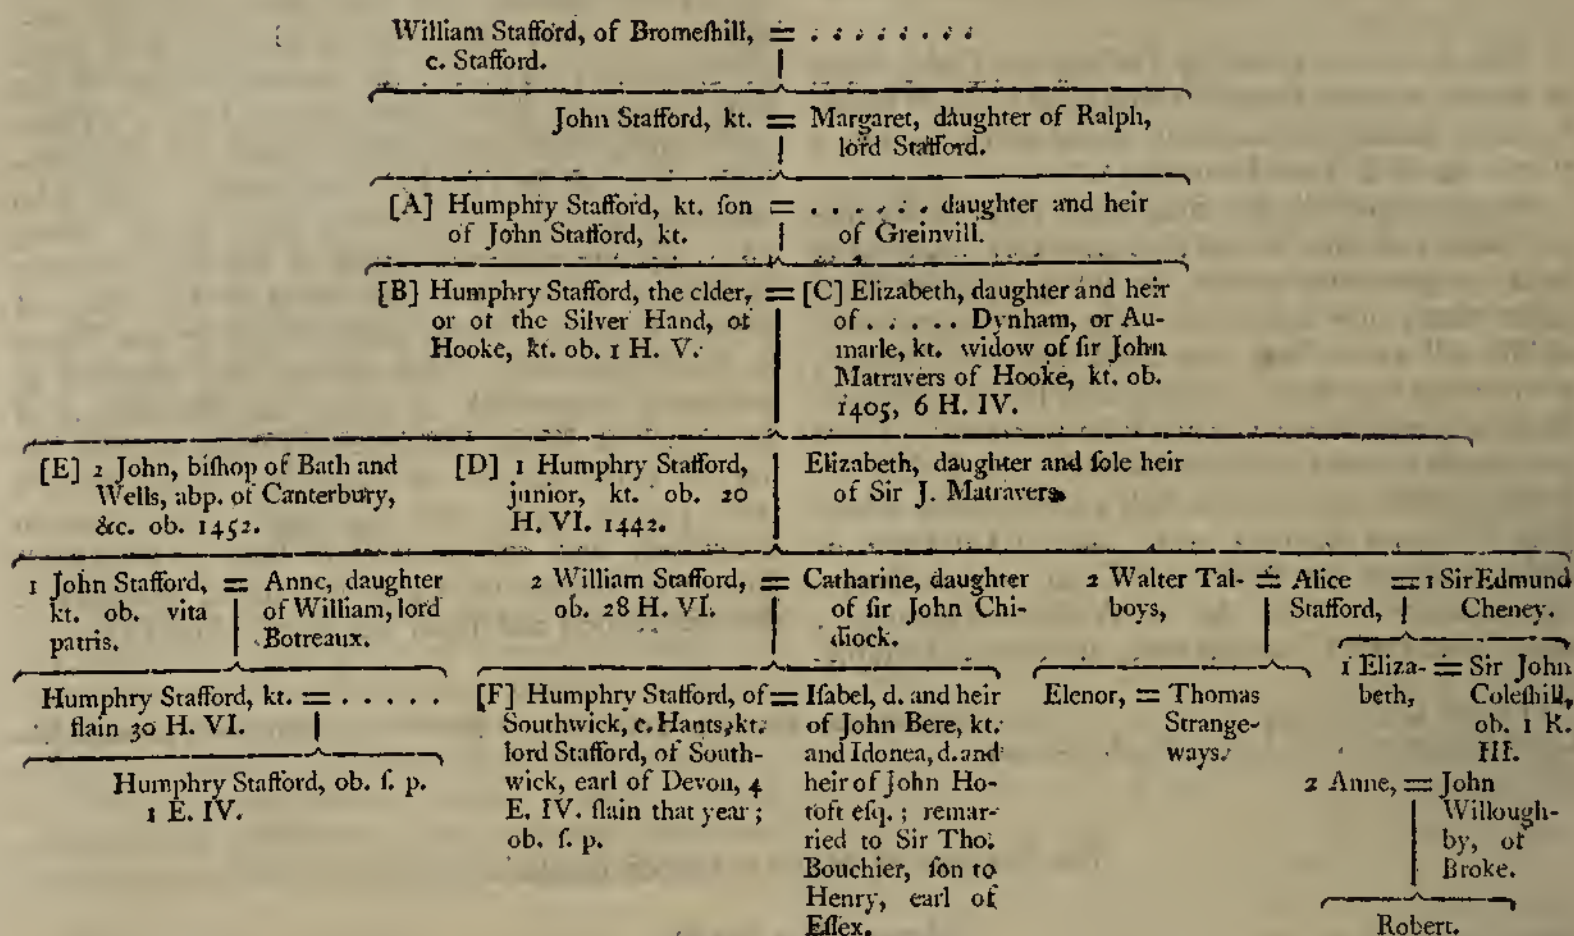 William Stafford, of Bromeſhill, = . . . . . . . .
c. Stafford.
John Stafford, kt. = Margaret, daughter of Ralph,
lord Stafford.
[A] Humphry Stafford, kt. ſon = . . . . . . daughter and heir
of John Stafford, kt. of Greinvill.
[B] Humphry Stafford, the elder, =
or of the Silver Hand, of
Hooke, kt. ob. 1 H. V.
[C] Elizabeth, daughter and heir
of . . . . . Dynham, or Au-
marle, kt. widow of ſir John
Matravers of Hooke, kt. ob.
1405, 6 H. IV.
[E] 2 John, biſhop of Bath and
Wells, abp. of Canterbury,
&c. ob. 1452.
[D] 1 Humphry Stafford,
junior, kt. ob. 20
H. VI. 1442.
Elizabeth, daughter and ſole heir
of Sir J. Matravers.
1 John Stafford, =
kt. ob. vita
patris.
Anne, daughter
of William, lord
Botreaux.
2 William Stafford, =
ob. 28 H. VI.
Catharine, daughter
of ſir John Chi-
diock.
2 Walter Tal- =
boys,
Alice =
Stafford,
1 Sir Edmund
Cheney.
Humphry Stafford, kt. = . . . . .
ſlain 30 H. VI.
Humphry Stafford, ob. ſ. p.
1 E. IV.
[F] Humphry Stafford, of =
Southwick, c. Hants, kt.
lord Stafford, of South-
wick, earl of Devon, 4
E. IV. ſlain that year;
ob. ſ. p.
Iſabel, d. and heir
of John Bere, kt.
and Idonea, d. and
heir of John Ho-
toft eſq.; remar-
ried to Sir Tho.
Bouchier, ſon to
Henry, earl of
Eſſex.
Elenor, = Thomas
Strange-
ways.
1 Eliza- = Sir John
beth, Coleſhill,
ob. 1 R.
III.
2 Anne, = John
Willough-
by, of
Broke.
Robert.